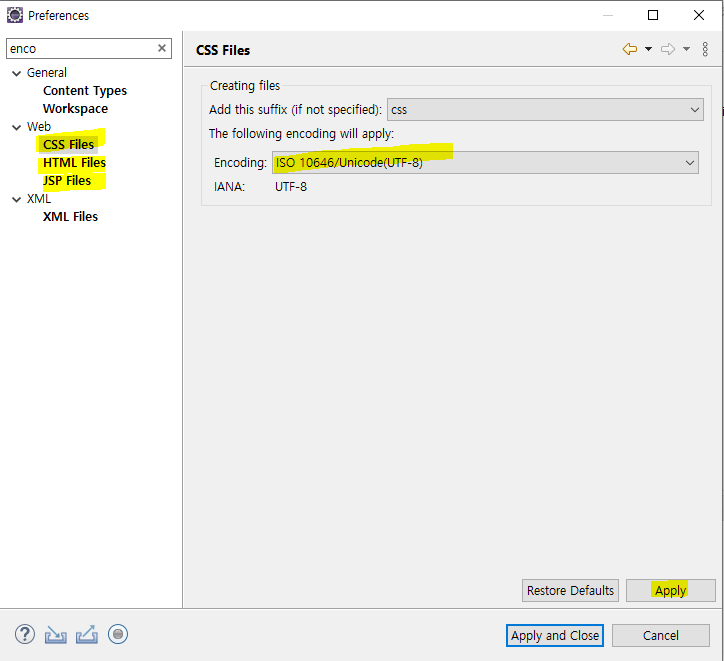 Preferences
enco
General
Content Types
Workspace
Web
CSS Files
HTML Files
JSP Files
XML
XML Files
CSS Files
Creating files
Add this suffix (if not specified): css
The following encoding will apply:
Encoding: ISO 10646/Unicode(UTF-8)
IANA: UTF-8
Restore Defaults Apply
Apply and Close Cancel